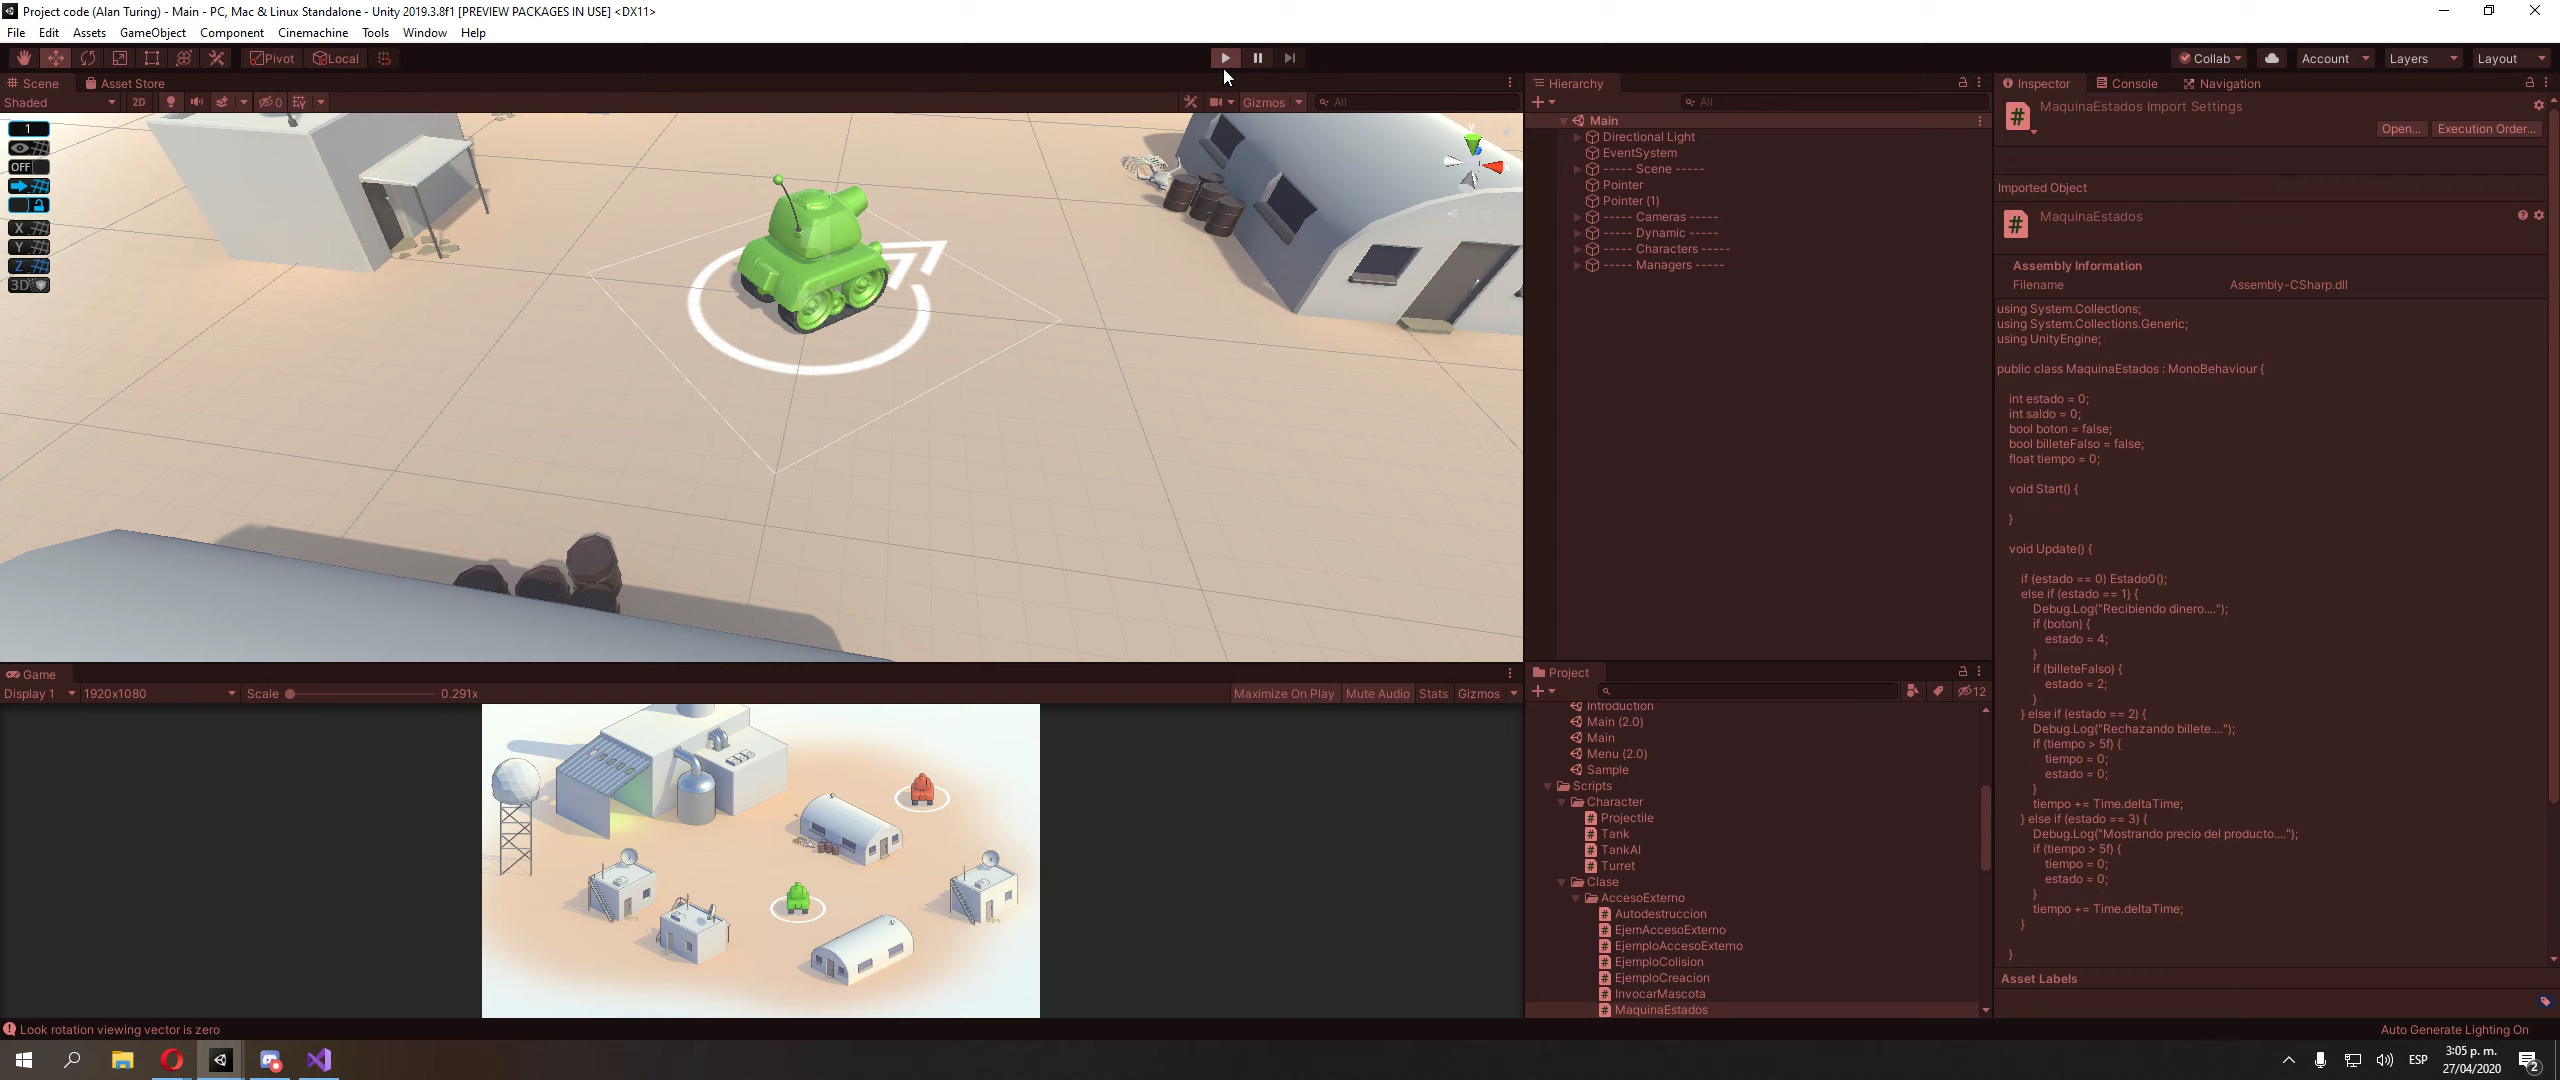 Project code (Alan Turing) - Main - PC, Mac & Linux Standalone - Unity 2019.3.8f1 [PREVIEW PACKAGES IN USE] <DX11>
File Edit Assets GameObject Component Cinemachine Tools Window Help
Pivot Local
Collab Account Layers Layout
Scene Asset Store
Shaded 2D 0 Gizmos All
1
OFF
X
Y
Z
3D
Game
Display 1 1920x1080 Scale 0.291x Maximize On Play Mute Audio Stats Gizmos
Hierarchy
All
Main
Directional Light
EventSystem
----- Scene -----
Pointer
Pointer (1)
----- Cameras -----
----- Dynamic -----
----- Characters -----
----- Managers -----
Project
12
Introduction
Main (2.0)
Main
Menu (2.0)
Sample
Scripts
Character
Projectile
Tank
TankAI
Turret
Clase
AccesoExterno
Autodestruccion
EjemAccesoExterno
EjemploAccesoExterno
EjemploColision
EjemploCreacion
InvocarMascota
MaquinaEstados
Inspector Console Navigation
MaquinaEstados Import Settings
Open... Execution Order...
Imported Object
MaquinaEstados
Assembly Information
Filename Assembly-CSharp.dll
using System.Collections;
using System.Collections.Generic;
using UnityEngine;
public class MaquinaEstados : MonoBehaviour {
int estado = 0;
int saldo = 0;
bool boton = false;
bool billeteFalso = false;
float tiempo = 0;
void Start() {
}
void Update() {
if (estado == 0) Estado0();
else if (estado == 1) {
Debug.Log("Recibiendo dinero....");
if (boton) {
estado = 4;
}
if (billeteFalso) {
estado = 2;
}
} else if (estado == 2) {
Debug.Log("Rechazando billete....");
if (tiempo > 5f) {
tiempo = 0;
estado = 0;
}
tiempo += Time.deltaTime;
} else if (estado == 3) {
Debug.Log("Mostrando precio del producto....");
if (tiempo > 5f) {
tiempo = 0;
estado = 0;
}
tiempo += Time.deltaTime;
}
}
Asset Labels
Look rotation viewing vector is zero
Auto Generate Lighting On
ESP
3:05 p. m.
27/04/2020
2